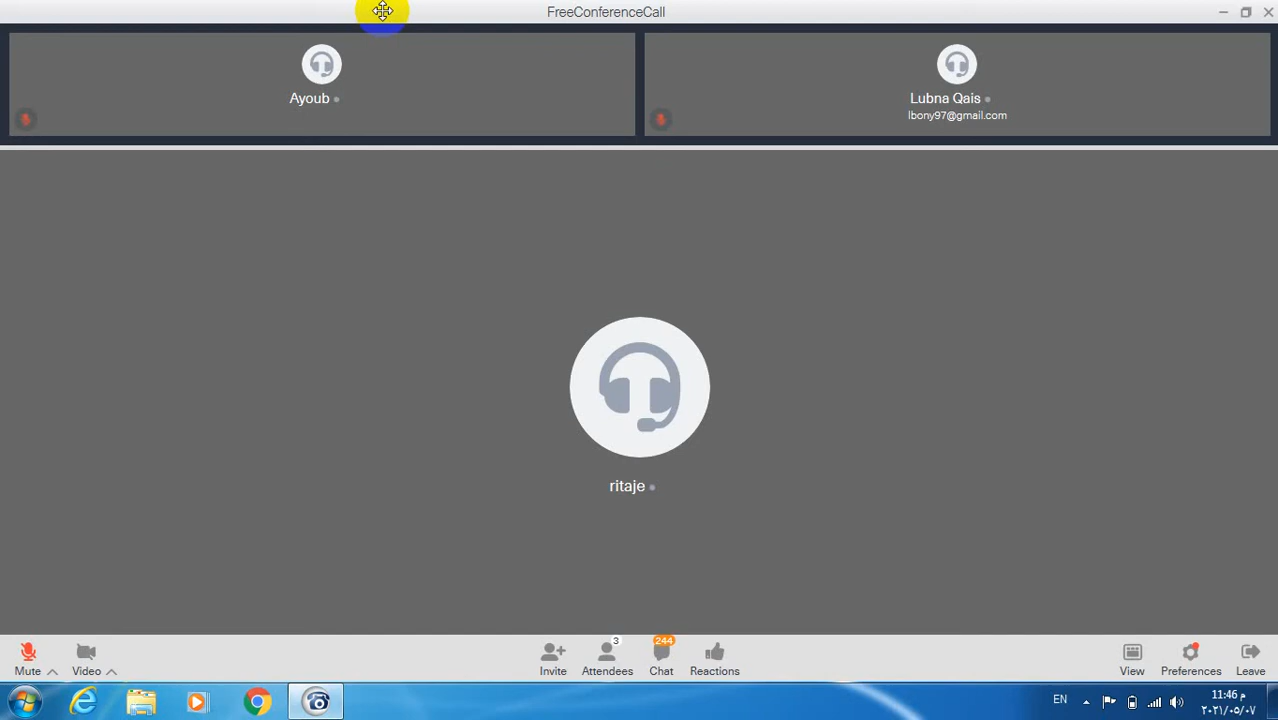 FreeConferenceCall
Ayoub
Lubna Qais
lbony97@gmail.com
ritaje
3
244
Mute
Video
Invite
Attendees
Chat
Reactions
View
Preferences
Leave
EN
11:46 م
٢٠٢١/٠٥/٠٧